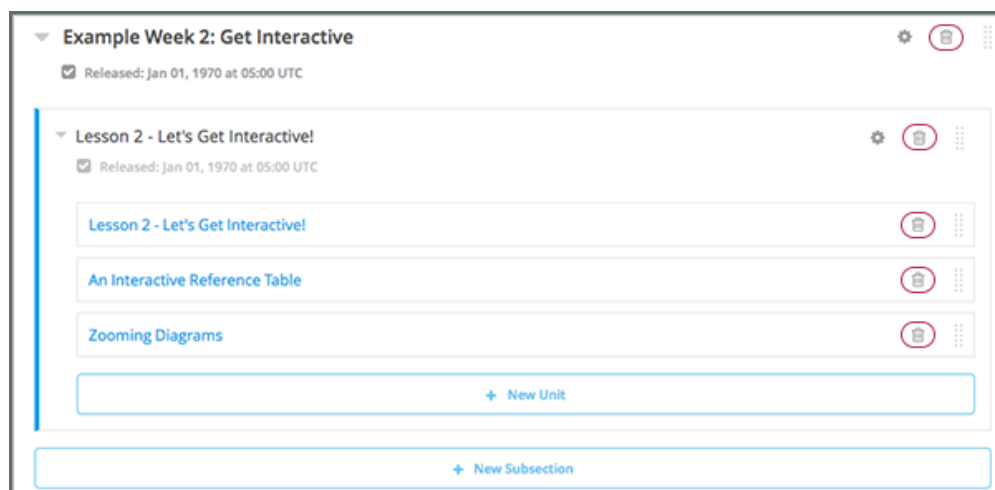 Example Week 2: Get Interactive
Released: Jan 01, 1970 at 05:00 UTC
Lesson 2 - Let's Get Interactive!
Released: Jan 01, 1970 at 05:00 UTC
Lesson 2 - Let's Get Interactive!
An Interactive Reference Table
Zooming Diagrams
+ New Unit
+ New Subsection